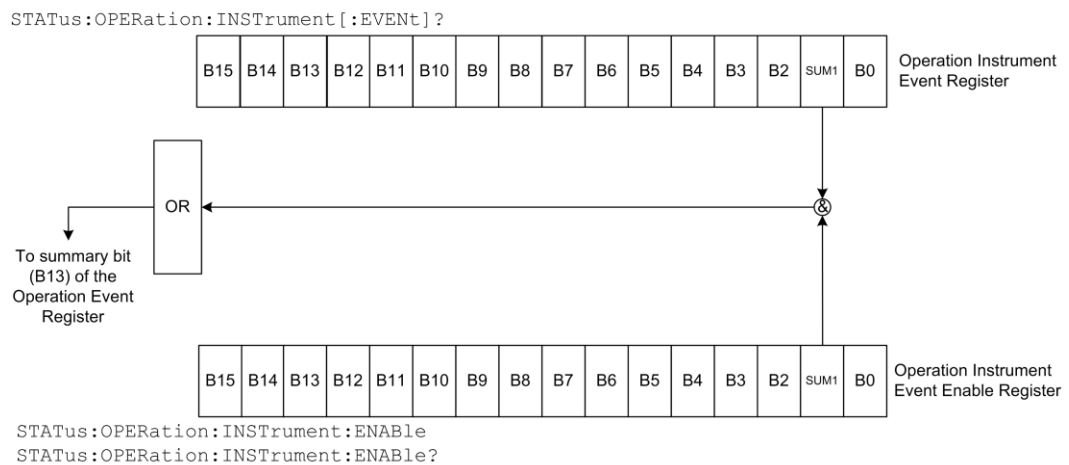 STATus:OPERation:INSTrument[:EVENt]?
B15 B14 B13 B12 B11 B10 B9 B8 B7 B6 B5 B4 B3 B2 SUM1 B0
Operation Instrument
Event Register
OR
&
To summary bit
(B13) of the
Operation Event
Register
B15 B14 B13 B12 B11 B10 B9 B8 B7 B6 B5 B4 B3 B2 SUM1 B0
Operation Instrument
Event Enable Register
STATus:OPERation:INSTrument:ENABle
STATus:OPERation:INSTrument:ENABle?